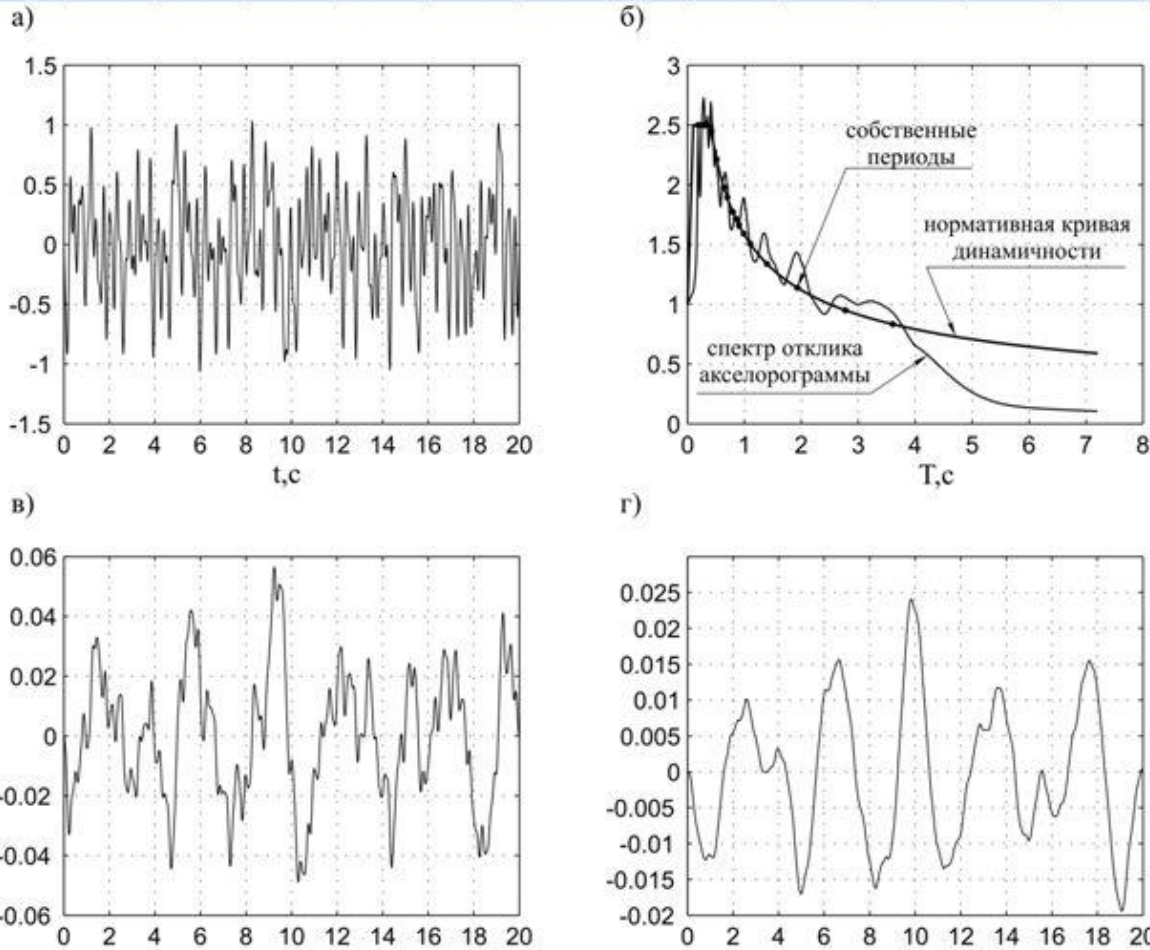 а)
1.5
1
0.5
0
-0.5
-1
-1.5
0 2 4 6 8 10 12 14 16 18 20
t,с
б)
3
2.5
2
1.5
1
0.5
0
0 1 2 3 4 5 6 7 8
T,с
собственные
периоды
нормативная кривая
динамичности
спектр отклика
акселорограммы
в)
0.06
0.04
0.02
0
-0.02
-0.04
-0.06
0 2 4 6 8 10 12 14 16 18 20
г)
0.025
0.02
0.015
0.01
0.005
0
-0.005
-0.01
-0.015
-0.02
0 2 4 6 8 10 12 14 16 18 20